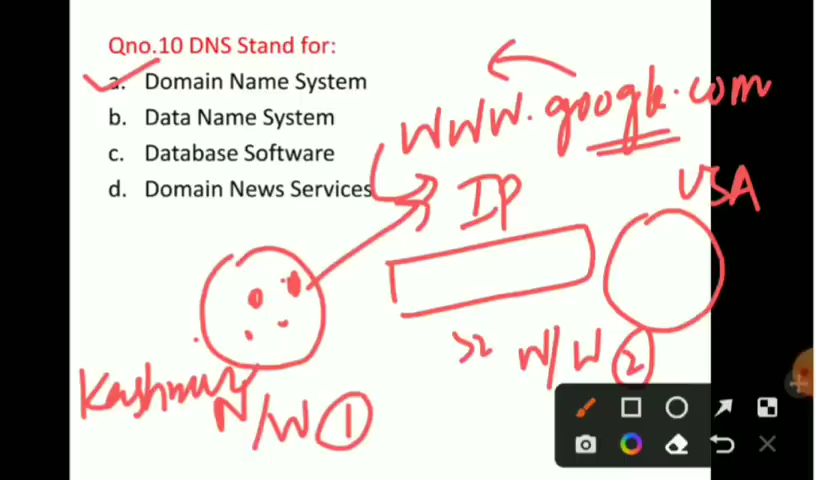 Qno.10 DNS Stand for:
a. Domain Name System
b. Data Name System
c. Database Software
d. Domain News Services
www.google.com
IP
USA
N/W 2
Kashmir
N/W 1